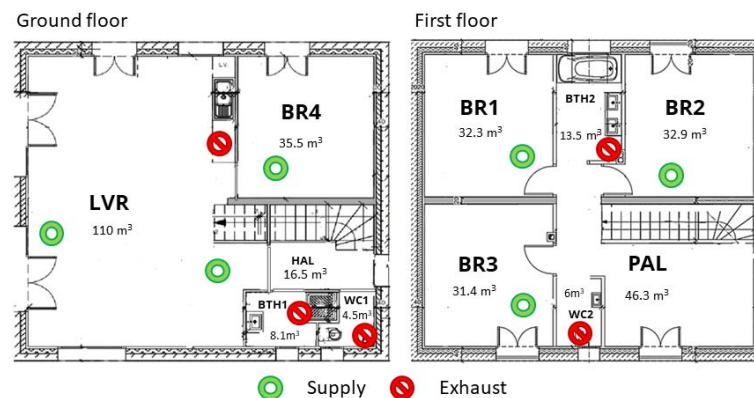 Ground floor
First floor
LV.
BR4
35.5 m³
LVR
110 m³
HAL
16.5 m³
BTH1
8.1m³
WC1
4.5m³
BR1
32.3 m³
BTH2
13.5 m³
BR2
32.9 m³
BR3
31.4 m³
6m³
WC2
PAL
46.3 m³
Supply
Exhaust